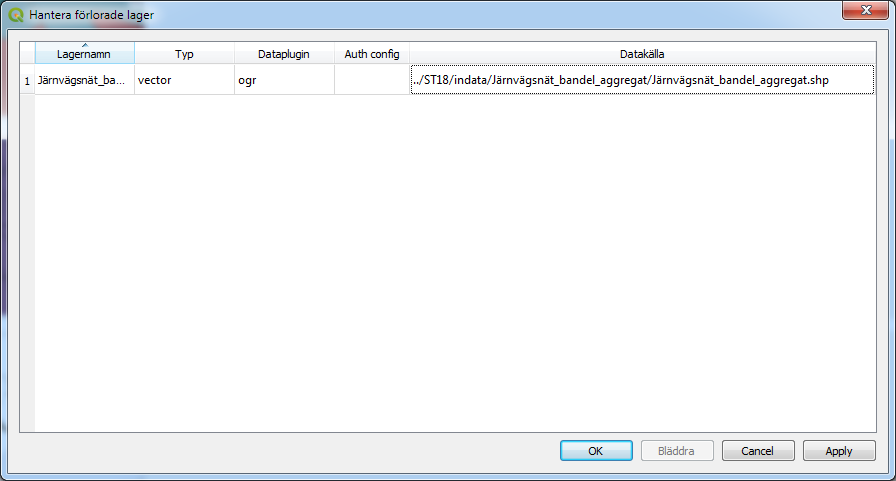 Hantera förlorade lager
Lagernamn Typ Dataplugin Auth config Datakälla
1 Järnvägsnät_ba... vector ogr ../ST18/indata/Järnvägsnät_bandel_aggregat/Järnvägsnät_bandel_aggregat.shp
OK Bläddra Cancel Apply